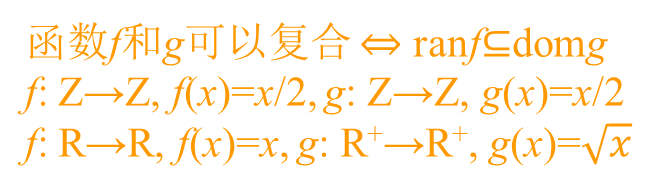 函数f和g可以复合 ⇔ ranf⊆domg
f: Z→Z, f(x)=x/2, g: Z→Z, g(x)=x/2
f: R→R, f(x)=x, g: R⁺→R⁺, g(x)=√x